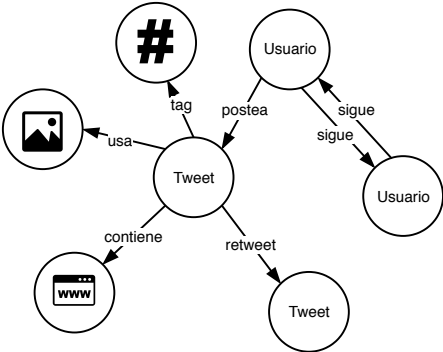 #
Usuario
tag
postea
sigue
sigue
usa
Tweet
Usuario
contiene
retweet
www
Tweet